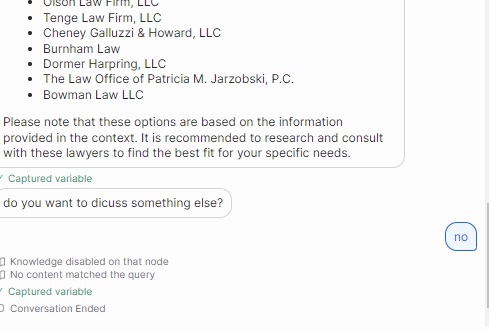 Olson Law Firm, LLC
Tenge Law Firm, LLC
Cheney Galluzzi & Howard, LLC
Burnham Law
Dormer Harpring, LLC
The Law Office of Patricia M. Jarzobski, P.C.
Bowman Law LLC
Please note that these options are based on the information
provided in the context. It is recommended to research and consult
with these lawyers to find the best fit for your specific needs.
Captured variable
do you want to dicuss something else?
no
Knowledge disabled on that node
No content matched the query
Captured variable
Conversation Ended